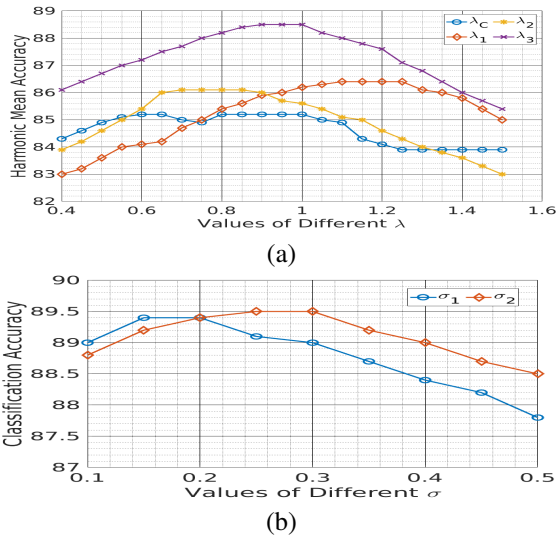 89
88
87
86
85
84
83
82
Harmonic Mean Accuracy
λC λ2
λ1 λ3
0.4 0.6 0.8 1 1.2 1.4 1.6
Values of Different λ
(a)
90
89.5
89
88.5
88
87.5
87
Classification Accuracy
σ1 σ2
0.1 0.2 0.3 0.4 0.5
Values of Different σ
(b)